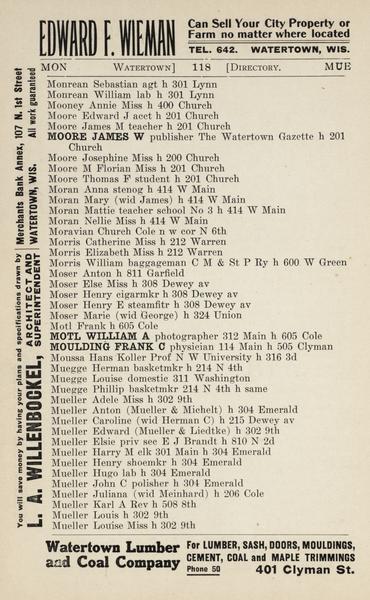 EDWARD F. WIEMAN
Can Sell Your City Property or
Farm no matter where located
TEL. 642. WATERTOWN, WIS.
MON WATERTOWN] 118 [DIRECTORY. MUE
Monrean Sebastian agt h 301 Lynn
Monrean William lab h 301 Lynn
Mooney Annie Miss h 400 Church
Moore Edward J acct h 201 Church
Moore James M teacher h 201 Church
MOORE JAMES W publisher The Watertown Gazette h 201
Church
Moore Josephine Miss h 200 Church
Moore M Florian Miss h 201 Church
Moore Thomas F student h 201 Church
Moran Anna stenog h 414 W Main
Moran Mary (wid James) h 414 W Main
Moran Mattie teacher school No 3 h 414 W Main
Moran Nellie Miss h 414 W Main
Moravian Church Cole n w cor N 6th
Morris Catherine Miss h 212 Warren
Morris Elizabeth Miss h 212 Warren
Morris William baggageman C M & St P Ry h 600 W Green
Moser Anton h 811 Garfield
Moser Else Miss h 308 Dewey av
Moser Henry cigarmkr h 308 Dewey av
Moser Henry E steamfitr h 308 Dewey av
Moser Marie (wid George) h 324 Union
Motl Frank h 605 Cole
MOTL WILLIAM A photographer 312 Main h 605 Cole
MOULDING FRANK C physician 114 Main h 505 Clyman
Moussa Hans Koller Prof N W University h 316 3d
Muegge Herman basketmkr h 214 N 4th
Muegge Louise domestic 311 Washington
Muegge Phillip basketmkr 214 N 4th h same
Mueller Adele Miss h 302 9th
Mueller Anton (Mueller & Michelt) h 304 Emerald
Mueller Caroline (wid Herman C) h 215 Dewey av
Mueller Edward (Mueller & Liedtke) h 302 9th
Mueller Elsie priv sec E J Brandt h 810 N 2d
Mueller Harry M elk 301 Main h 304 Emerald
Mueller Henry shoemkr h 304 Emerald
Mueller Hugo lab h 304 Emerald
Mueller John C polisher h 304 Emerald
Mueller Juliana (wid Meinhard) h 206 Cole
Mueller Karl A Rev h 508 8th
Mueller Louis h 302 9th
Mueller Louise Miss h 302 9th
You will save money by having your plans and specifications drawn by Merchants Bank Annex, 107 N. 1st Street
L. A. WILLENBOCKEL, ARCHITECT AND
SUPERINTENDENT WATERTOWN, WIS. All work guaranteed
Watertown Lumber
and Coal Company
For LUMBER, SASH, DOORS, MOULDINGS,
CEMENT, COAL and MAPLE TRIMMINGS
Phone 50 401 Clyman St.